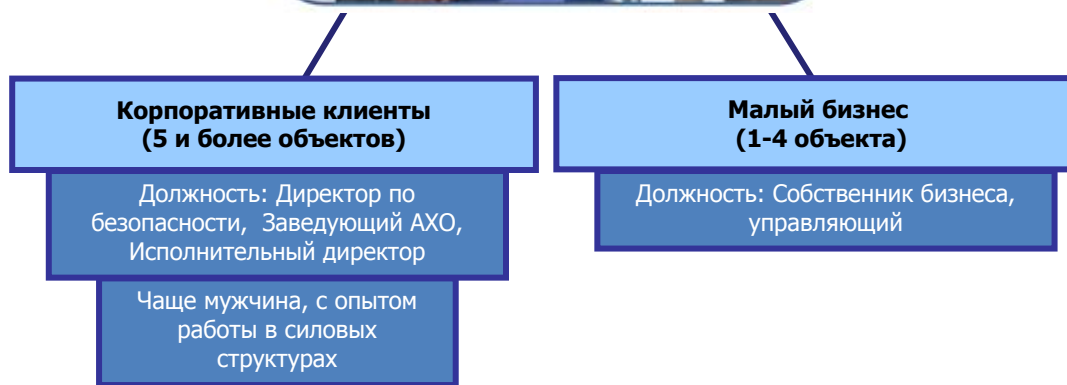 Корпоративные клиенты
(5 и более объектов)
Должность: Директор по
безопасности, Заведующий АХО,
Исполнительный директор
Чаще мужчина, с опытом
работы в силовых
структурах
Малый бизнес
(1-4 объекта)
Должность: Собственник бизнеса,
управляющий